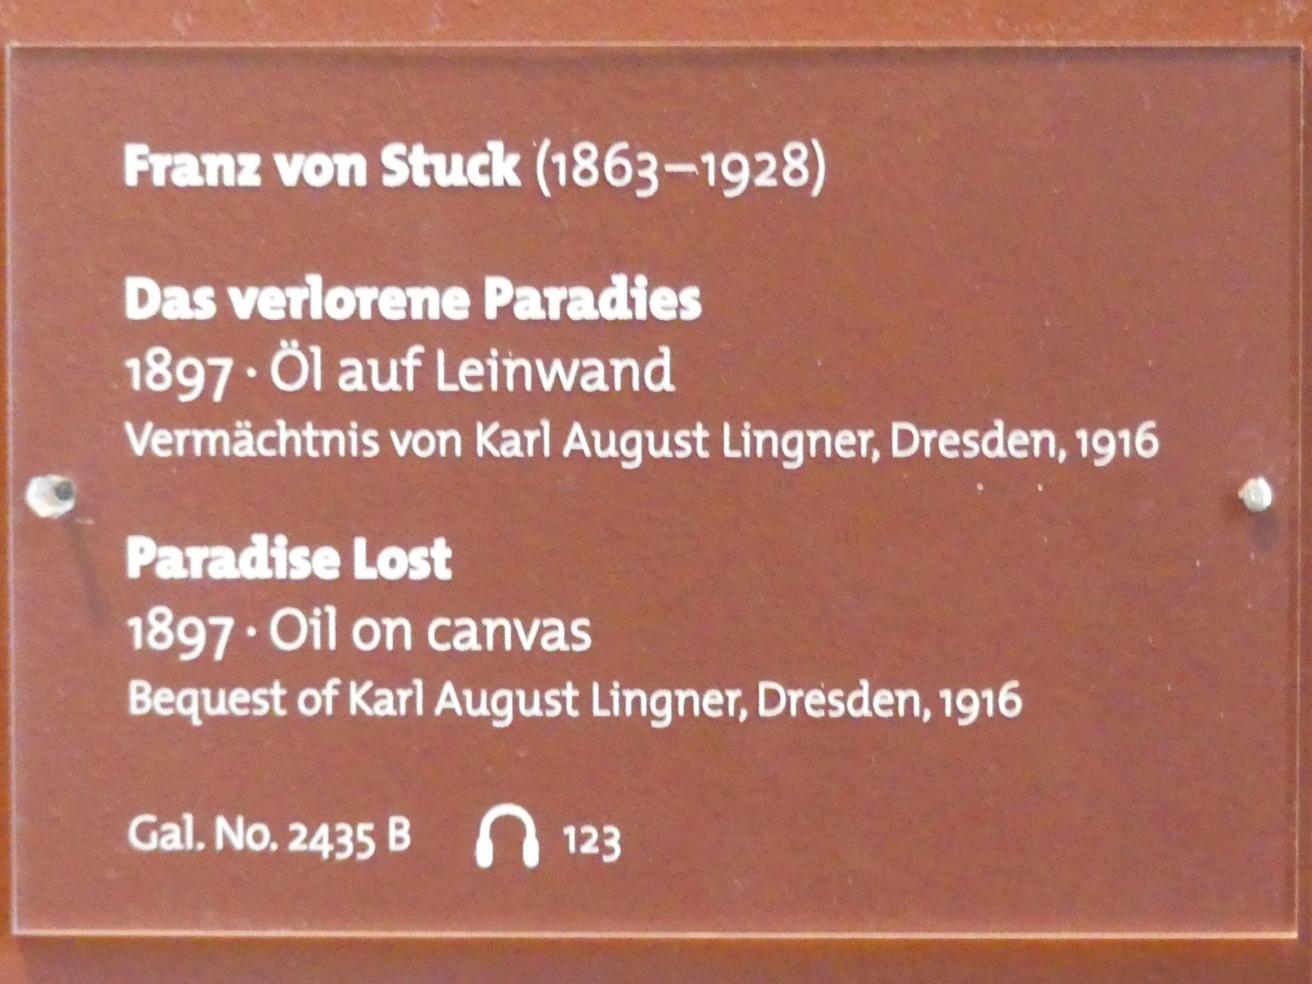 Franz von Stuck (1863–1928)
Das verlorene Paradies
1897 · Öl auf Leinwand
Vermächtnis von Karl August Lingner, Dresden, 1916
Paradise Lost
1897 · Oil on canvas
Bequest of Karl August Lingner, Dresden, 1916
Gal. No. 2435 B 123